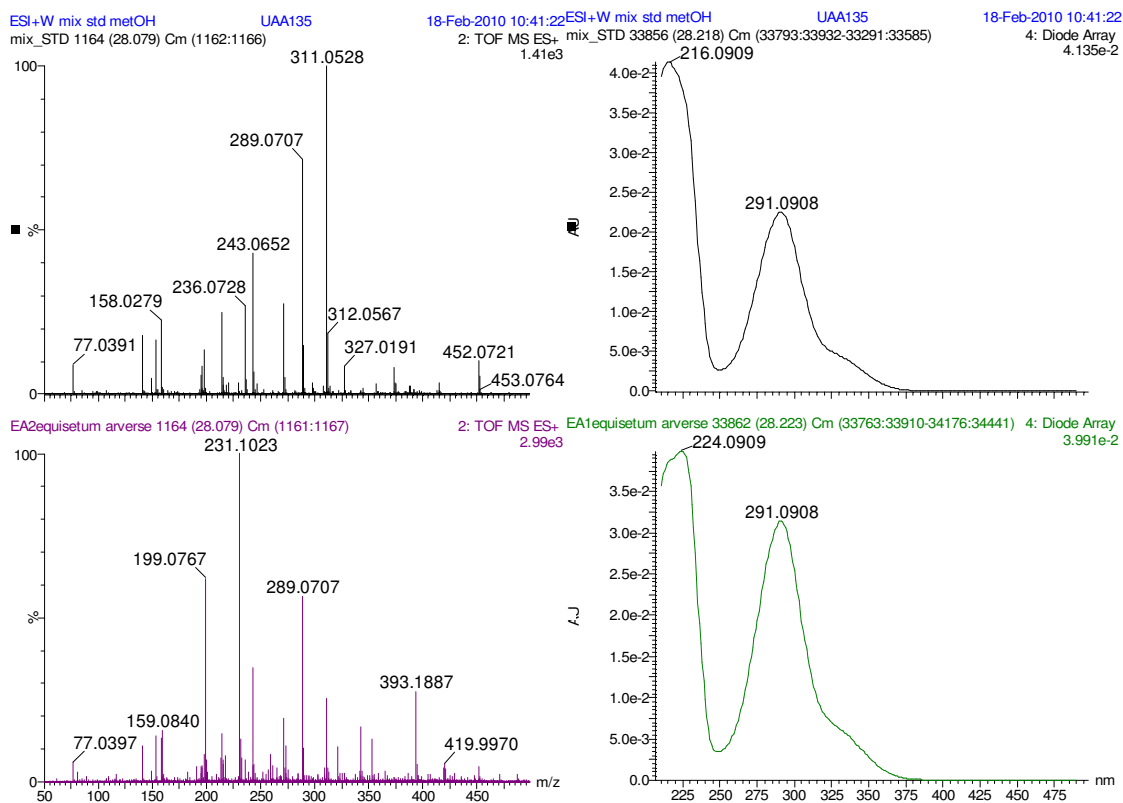 ESI+W mix std metOH UAA135 18-Feb-2010 10:41:22
mix_STD 1164 (28.079) Cm (1162:1166) 2: TOF MS ES+
1.41e3
100
%
0
311.0528
289.0707
243.0652
236.0728
158.0279
77.0391
312.0567
327.0191
452.0721
453.0764
ESI+W mix std metOH UAA135 18-Feb-2010 10:41:22
mix_STD 33856 (28.218) Cm (33793:33932-33291:33585) 4: Diode Array
4.135e-2
216.0909
291.0908
AU
4.0e-2
3.5e-2
3.0e-2
2.5e-2
2.0e-2
1.5e-2
1.0e-2
5.0e-3
0.0
EA2equisetum arverse 1164 (28.079) Cm (1161:1167) 2: TOF MS ES+
2.99e3
100
%
0
231.1023
199.0767
289.0707
393.1887
159.0840
77.0397
419.9970
m/z
50 100 150 200 250 300 350 400 450
EA1equisetum arverse 33862 (28.223) Cm (33763:33910-34176:34441) 4: Diode Array
3.991e-2
224.0909
291.0908
AU
3.5e-2
3.0e-2
2.5e-2
2.0e-2
1.5e-2
1.0e-2
5.0e-3
0.0
nm
225 250 275 300 325 350 375 400 425 450 475